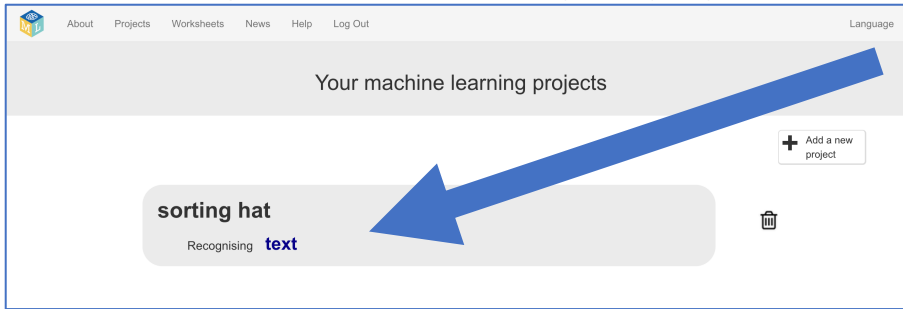 About Projects Worksheets News Help Log Out Language
Your machine learning projects
Add a new
project
sorting hat
Recognising text